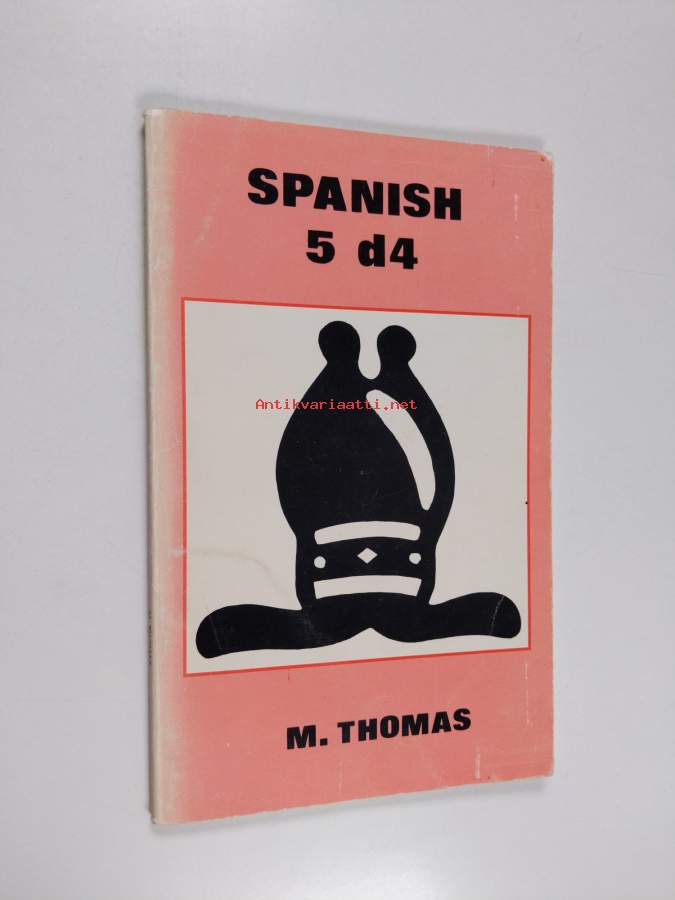 SPANISH
5 d4
Antikvariaatti.net
M. THOMAS